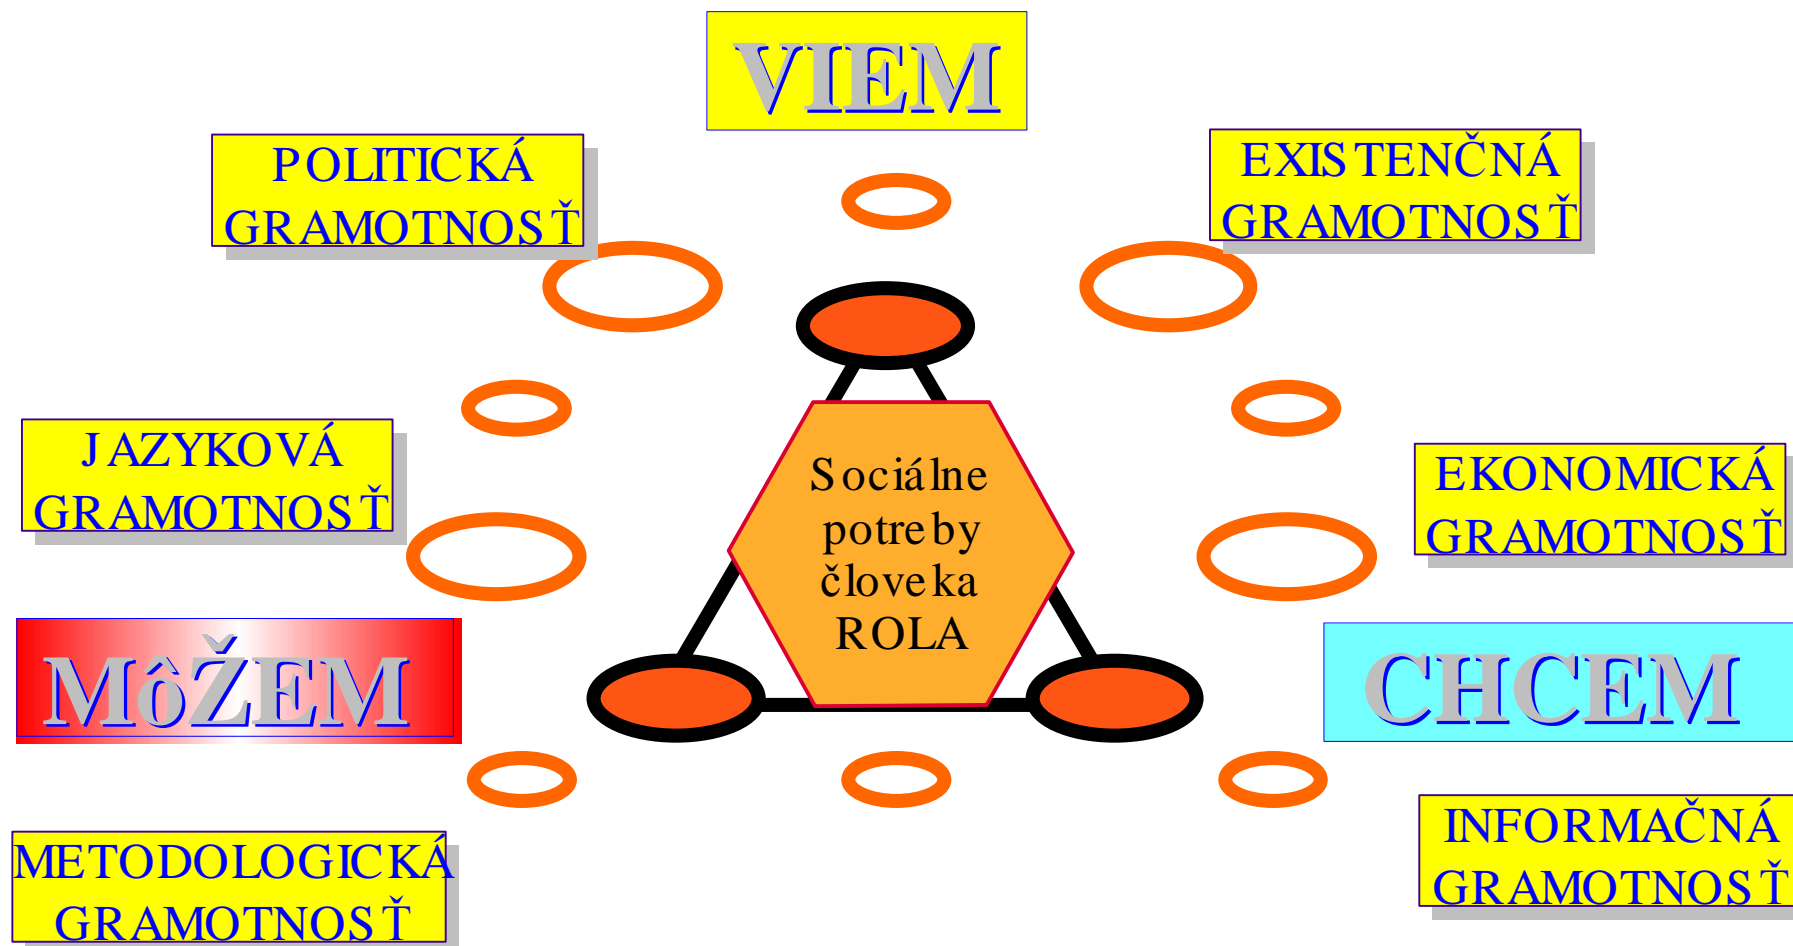 VIEM
POLITICKÁ
GRAMOTNOSŤ
EXISTENČNÁ
GRAMOTNOSŤ
JAZYKOVÁ
GRAMOTNOSŤ
Sociálne
potreby
človeka
ROLA
EKONOMICKÁ
GRAMOTNOSŤ
MôŽEM
CHCEM
METODOLOGICKÁ
GRAMOTNOSŤ
INFORMAČNÁ
GRAMOTNOSŤ